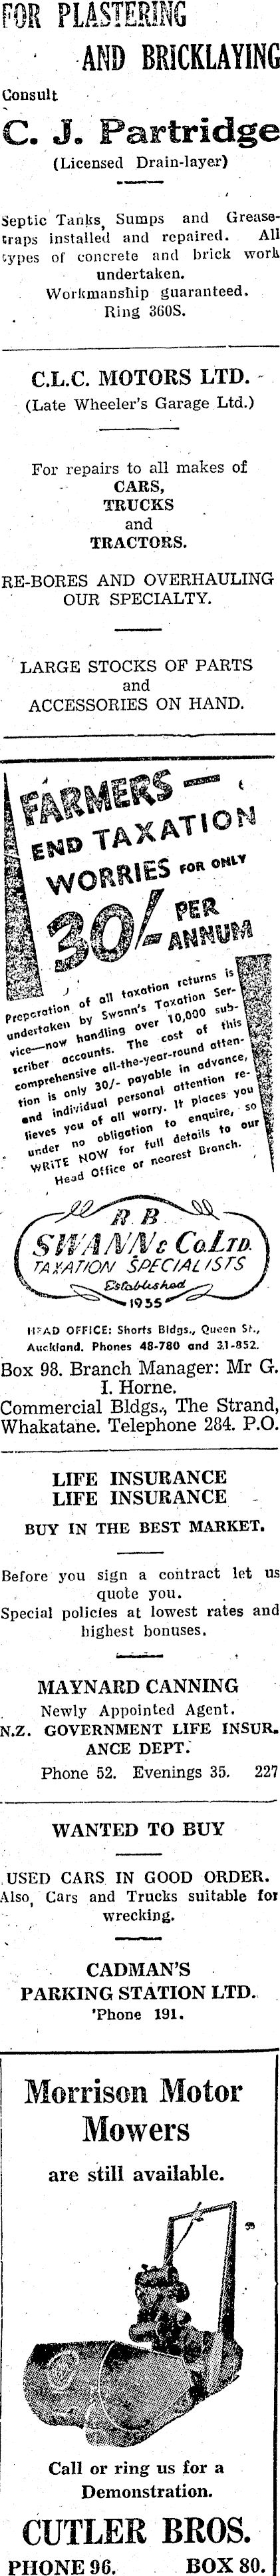 FOR PLASTERING
AND BRICKLAYING
Consult
C. J. Partridge
(Licensed Drain-layer)
Septic Tanks, Sumps and Grease-
traps installed and repaired. All
types of concrete and brick work
undertaken.
Workmanship guaranteed.
Ring 360S.
C.L.C. MOTORS LTD.
(Late Wheeler's Garage Ltd.)
For repairs to all makes of
CARS,
TRUCKS
and
TRACTORS.
RE-BORES AND OVERHAULING
OUR SPECIALTY.
LARGE STOCKS OF PARTS
and
ACCESSORIES ON HAND.
FARMERS —
END TAXATION
WORRIES FOR ONLY
30/- PER
ANNUM
Preparation of all taxation returns is
undertaken by Swann's Taxation Ser-
vice—now handling over 10,000 sub-
scriber accounts. The cost of this
comprehensive all-the-year-round atten-
tion is only 30/- payable in advance,
and individual personal attention re-
lieves you of all worry. It places you
under no obligation to enquire, so
WRITE NOW for full details to our
Head Office or nearest Branch.
R. B.
SWANN & Co. LTD.
TAXATION SPECIALISTS
Established
1935
HEAD OFFICE: Shorts Bldgs., Queen St.,
Auckland. Phones 48-780 and 31-852.
Box 98. Branch Manager: Mr G.
I. Horne.
Commercial Bldgs., The Strand,
Whakatane. Telephone 284. P.O.
LIFE INSURANCE
LIFE INSURANCE
BUY IN THE BEST MARKET.
Before you sign a contract let us
quote you.
Special policies at lowest rates and
highest bonuses.
MAYNARD CANNING
Newly Appointed Agent.
N.Z. GOVERNMENT LIFE INSUR-
ANCE DEPT.
Phone 52. Evenings 35. 227
WANTED TO BUY
USED CARS IN GOOD ORDER.
Also, Cars and Trucks suitable for
wrecking.
CADMAN'S
PARKING STATION LTD.
'Phone 191.
Morrison Motor
Mowers
are still available.
Call or ring us for a
Demonstration.
CUTLER BROS.
PHONE 96. BOX 80.